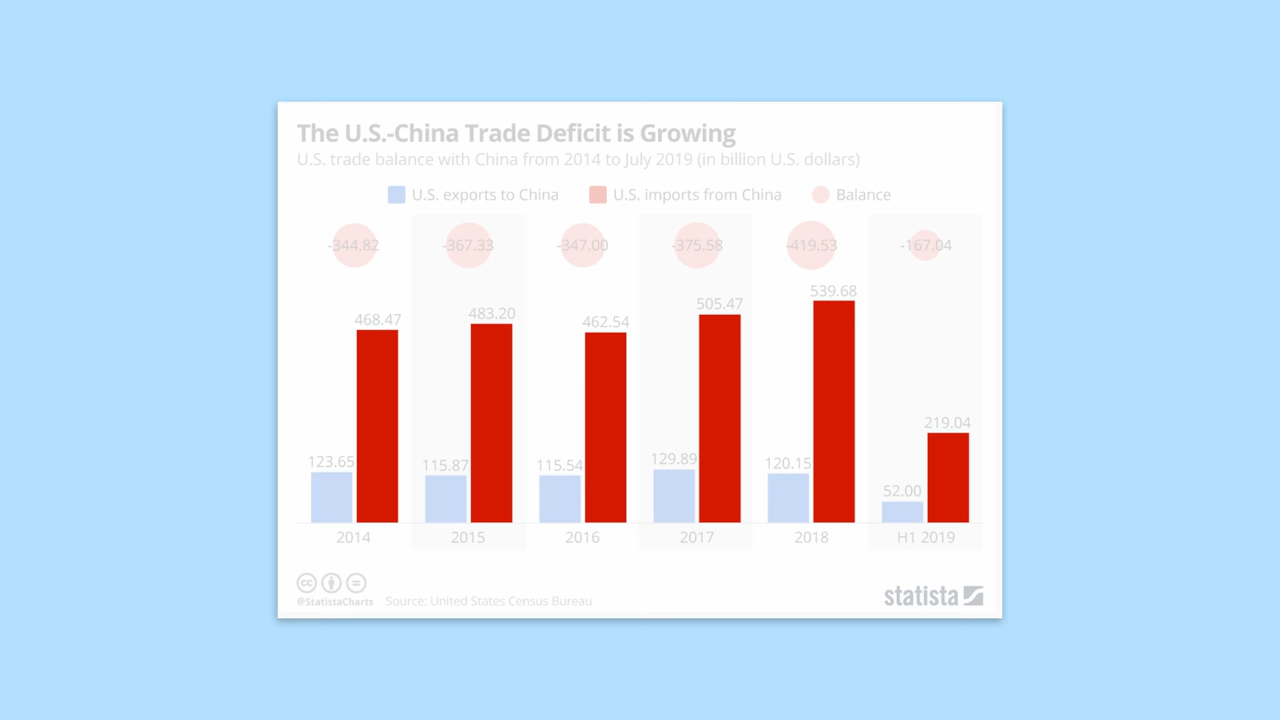 The U.S.-China Trade Deficit is Growing
U.S. trade balance with China from 2014 to July 2019 (in billion U.S. dollars)
U.S. exports to China U.S. imports from China Balance
-344.82 -367.33 -347.00 -375.58 -419.53 -167.04
539.68
505.47
483.20
468.47 462.54
219.04
123.65 115.87 115.54 129.89 120.15
52.00
2014 2015 2016 2017 2018 H1 2019
cc =
@StatistaCharts Source: United States Census Bureau
statista